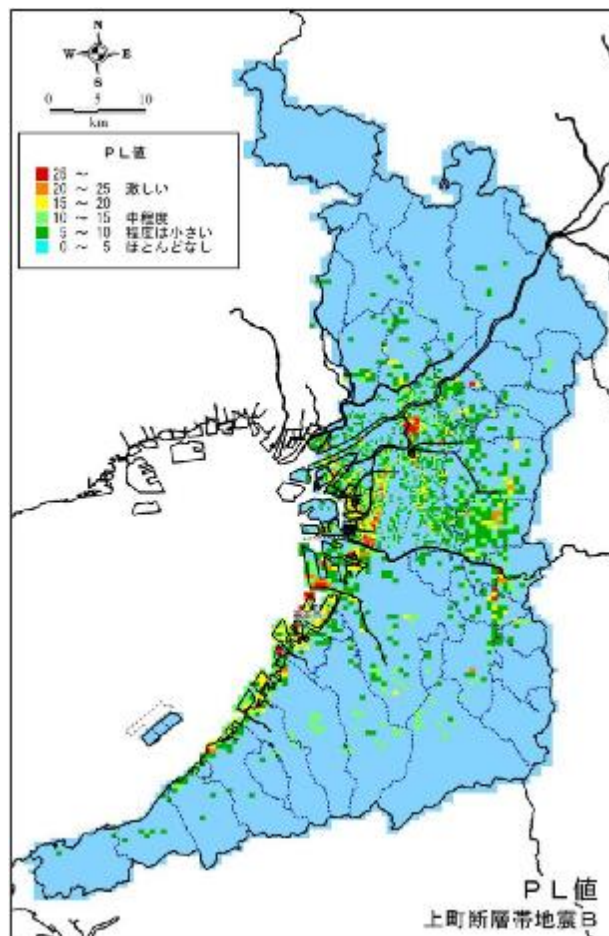 N
W E
S
0 5 10
km
PL値
25 ～
20 ～ 25 激しい
15 ～ 20
10 ～ 15 中程度
5 ～ 10 程度は小さい
0 ～ 5 ほとんどなし
PL値
上町断層帯地震B